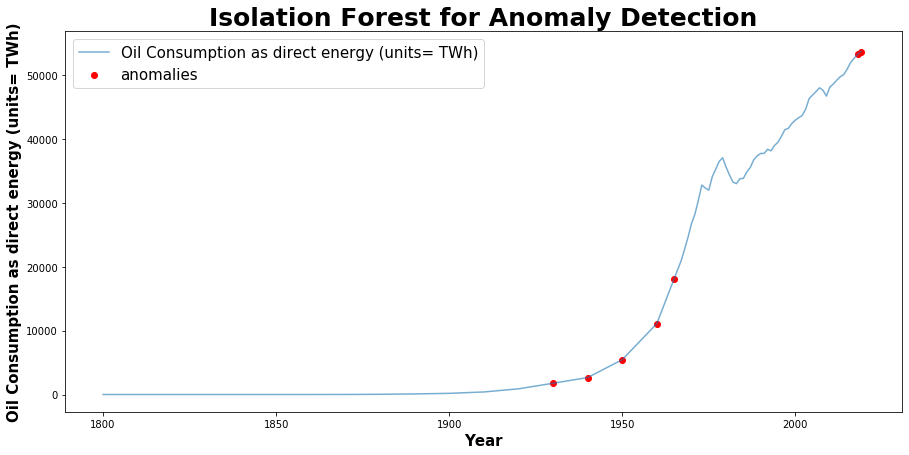 Isolation Forest for Anomaly Detection
Oil Consumption as direct energy (units= TWh)
Oil Consumption as direct energy (units= TWh)
anomalies
50000
40000
30000
20000
10000
0
1800
1850
1900
1950
2000
Year